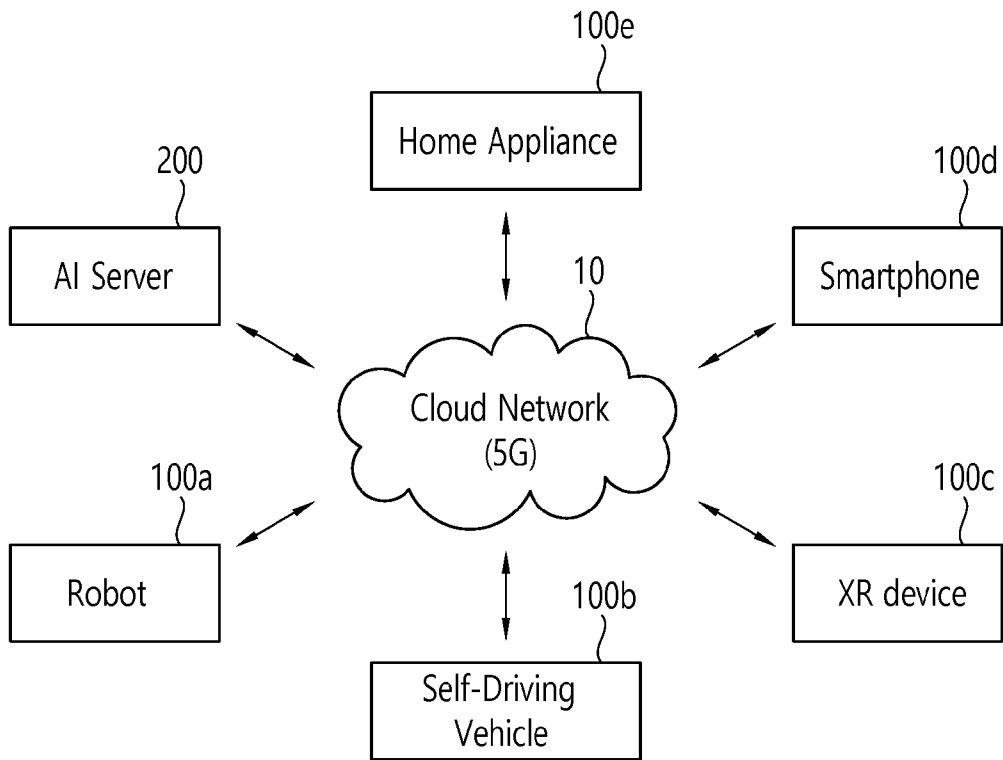 100e
Home Appliance
200
AI Server
100d
Smartphone
10
Cloud Network
(5G)
100a
Robot
100c
XR device
100b
Self-Driving
Vehicle